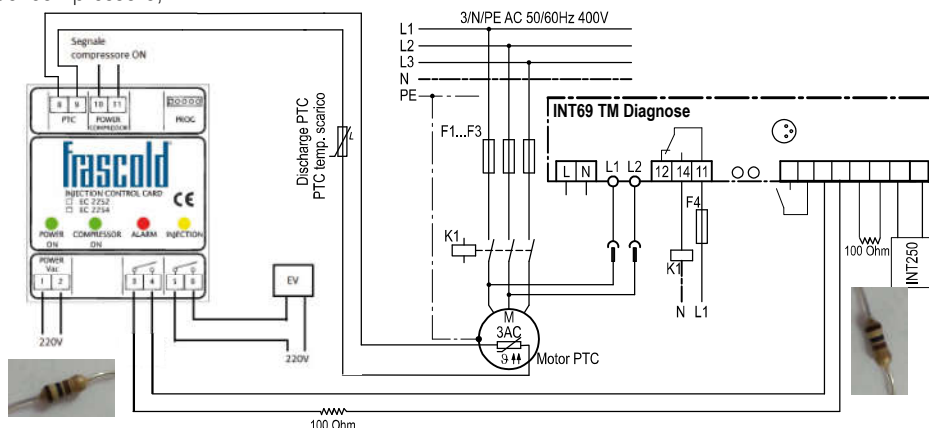 compressore,
Segnale
compressore ON
8 9 10 11
PTC POWER COMPRESSOR PROG
frascold
INJECTION CONTROL CARD
EC 2252
EC 2254
CE
POWER ON COMPRESSOR ON ALARM INJECTION
POWER Vac
1 2 3 4 5 6
220V
EV
220V
Discharge PTC
PTC temp. scarico
3/N/PE AC 50/60Hz 400V
L1
L2
L3
N
PE
F1...F3
K1
M
3AC
ϑ
Motor PTC
INT69 TM Diagnose
L N L1 L2 12 14 11
F4
K1
N L1
100 Ohm
INT250
100 Ohm